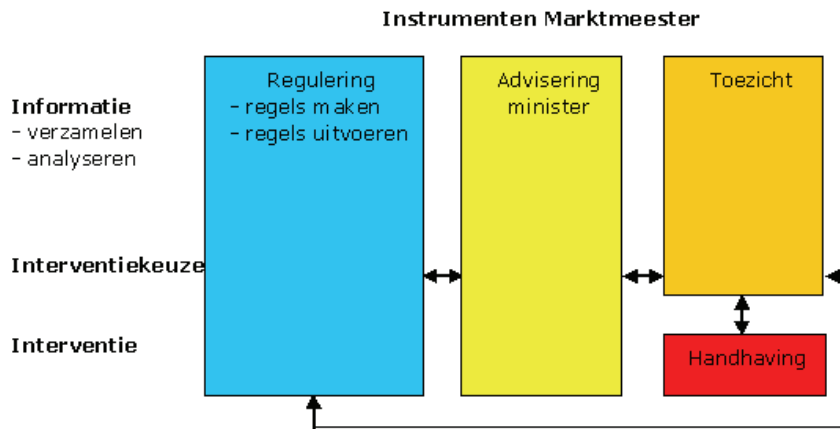 Instrumenten Marktmeester
Informatie
– verzamelen
– analyseren
Interventiekeuze
Interventie
Regulering
– regels maken
– regels uitvoeren
Advisering
minister
Toezicht
Handhaving